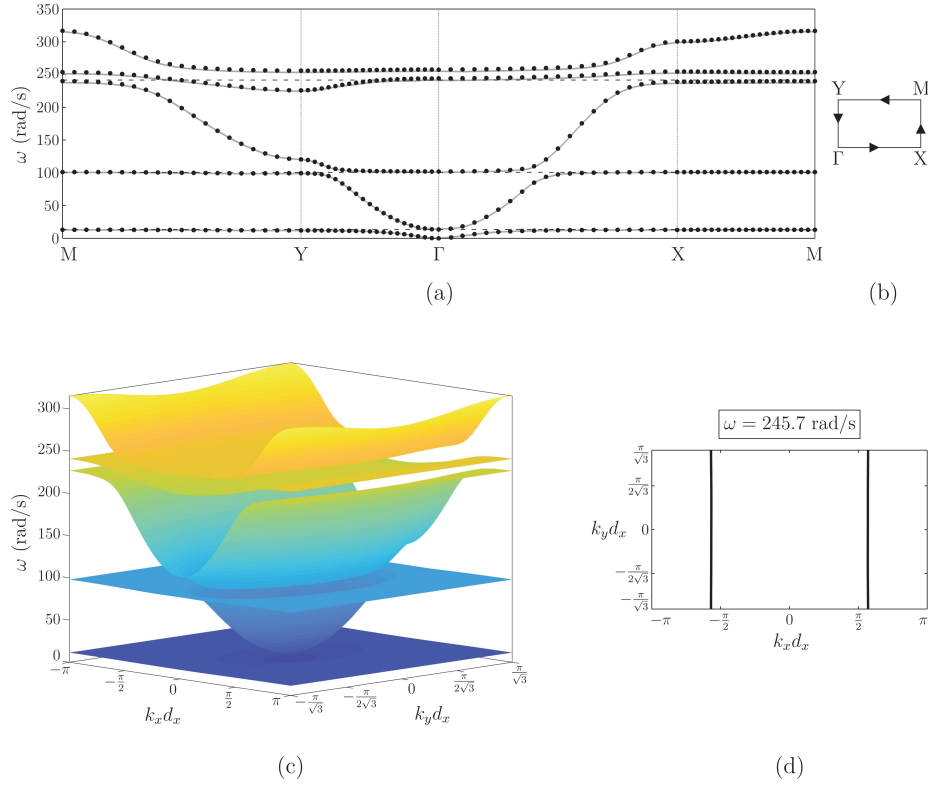 350
300
250
200
150
100
50
0
ω (rad/s)
M Y Γ X M
(a)
Y M
Γ X
(b)
300
250
200
150
100
50
0
ω (rad/s)
−π −π/2 0 π/2 π
k_x d_x
−π/√3 −π/2√3 0 π/2√3 π/√3
k_y d_x
(c)
ω = 245.7 rad/s
π/√3
π/2√3
k_y d_x 0
−π/2√3
−π/√3
−π −π/2 0 π/2 π
k_x d_x
(d)